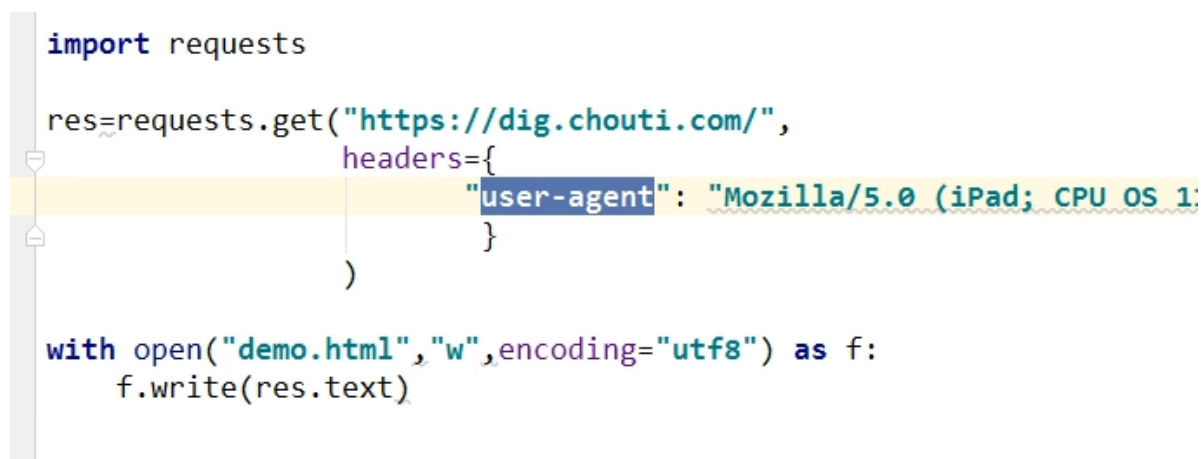 import requests
res=requests.get("https://dig.chouti.com/",
headers={
"user-agent": "Mozilla/5.0 (iPad; CPU OS 11
}
)
with open("demo.html","w",encoding="utf8") as f:
f.write(res.text)